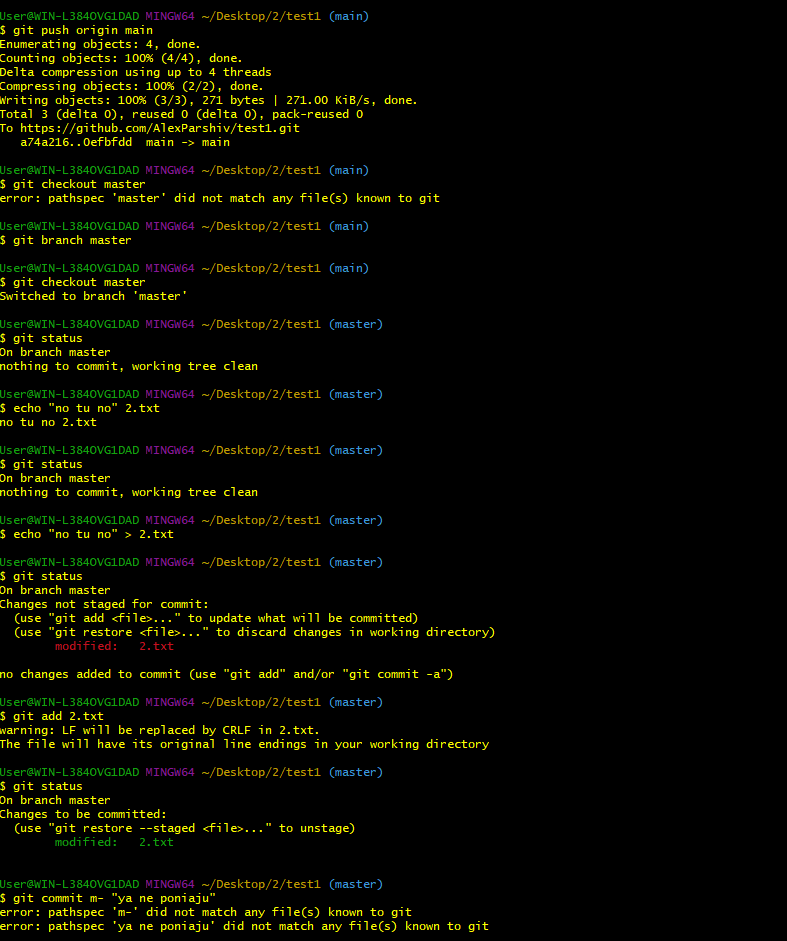 User@WIN-L384OVG1DAD MINGW64 ~/Desktop/2/test1 (main)
$ git push origin main
Enumerating objects: 4, done.
Counting objects: 100% (4/4), done.
Delta compression using up to 4 threads
Compressing objects: 100% (2/2), done.
Writing objects: 100% (3/3), 271 bytes | 271.00 KiB/s, done.
Total 3 (delta 0), reused 0 (delta 0), pack-reused 0
To https://github.com/AlexParshiv/test1.git
   a74a216..0efbfdd  main -> main
User@WIN-L384OVG1DAD MINGW64 ~/Desktop/2/test1 (main)
$ git checkout master
error: pathspec 'master' did not match any file(s) known to git
User@WIN-L384OVG1DAD MINGW64 ~/Desktop/2/test1 (main)
$ git branch master
User@WIN-L384OVG1DAD MINGW64 ~/Desktop/2/test1 (main)
$ git checkout master
Switched to branch 'master'
User@WIN-L384OVG1DAD MINGW64 ~/Desktop/2/test1 (master)
$ git status
On branch master
nothing to commit, working tree clean
User@WIN-L384OVG1DAD MINGW64 ~/Desktop/2/test1 (master)
$ echo "no tu no" 2.txt
no tu no 2.txt
User@WIN-L384OVG1DAD MINGW64 ~/Desktop/2/test1 (master)
$ git status
On branch master
nothing to commit, working tree clean
User@WIN-L384OVG1DAD MINGW64 ~/Desktop/2/test1 (master)
$ echo "no tu no" > 2.txt
User@WIN-L384OVG1DAD MINGW64 ~/Desktop/2/test1 (master)
$ git status
On branch master
Changes not staged for commit:
  (use "git add <file>..." to update what will be committed)
  (use "git restore <file>..." to discard changes in working directory)
        modified:   2.txt
no changes added to commit (use "git add" and/or "git commit -a")
User@WIN-L384OVG1DAD MINGW64 ~/Desktop/2/test1 (master)
$ git add 2.txt
warning: LF will be replaced by CRLF in 2.txt.
The file will have its original line endings in your working directory
User@WIN-L384OVG1DAD MINGW64 ~/Desktop/2/test1 (master)
$ git status
On branch master
Changes to be committed:
  (use "git restore --staged <file>..." to unstage)
        modified:   2.txt
User@WIN-L384OVG1DAD MINGW64 ~/Desktop/2/test1 (master)
$ git commit m- "ya ne poniaju"
error: pathspec 'm-' did not match any file(s) known to git
error: pathspec 'ya ne poniaju' did not match any file(s) known to git